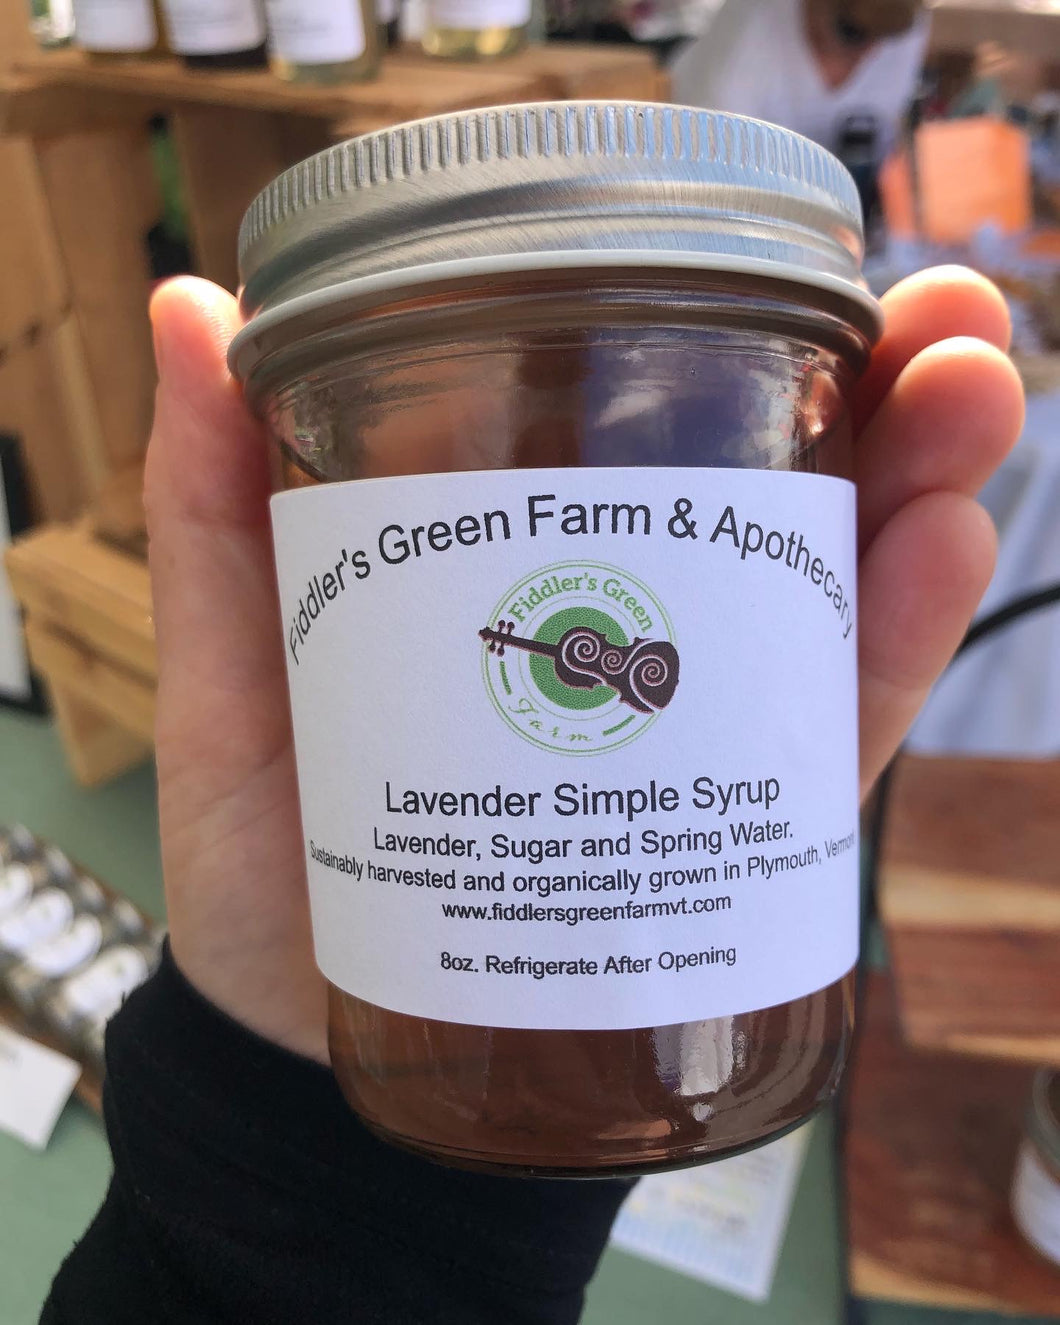 Fiddler's Green Farm & Apothecary
Fiddler's Green
Farm
Lavender Simple Syrup
Lavender, Sugar and Spring Water.
Sustainably harvested and organically grown in Plymouth, Vermont
www.fiddlersgreenfarmvt.com
8oz. Refrigerate After Opening